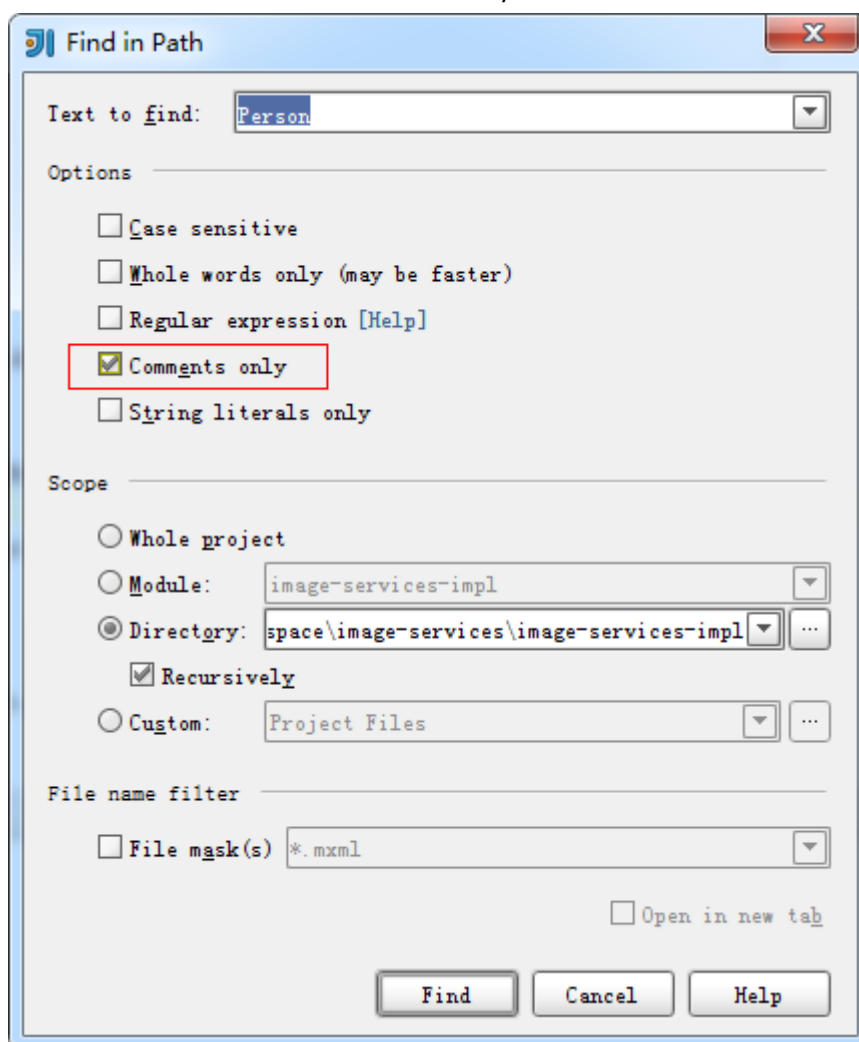 Find in Path
Text to find: Person
Options
Case sensitive
Whole words only (may be faster)
Regular expression [Help]
Comments only
String literals only
Scope
Whole project
Module: image-services-impl
Directory: space\image-services\image-services-impl ...
Recursively
Custom: Project Files ...
File name filter
File mask(s) *.mxml
Open in new tab
Find Cancel Help